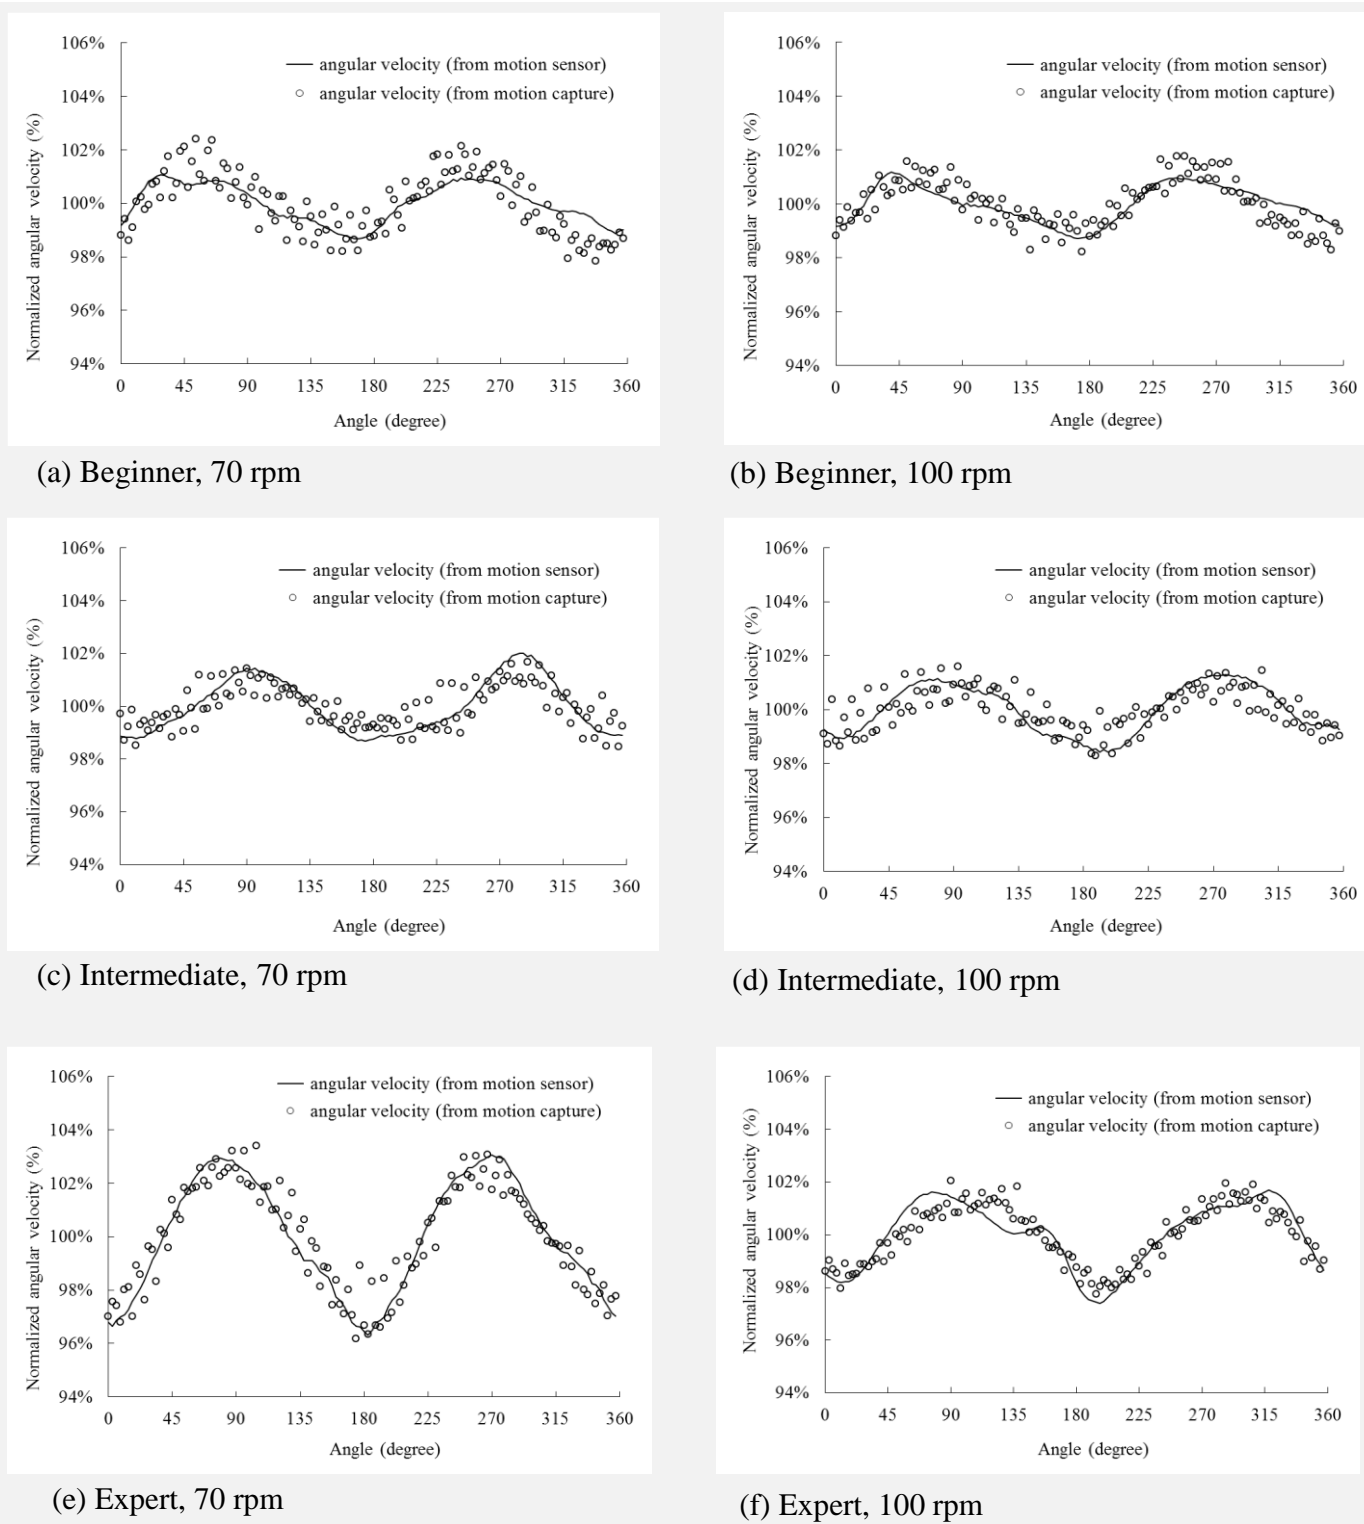 106%
104%
102%
100%
98%
96%
94%
Normalized angular velocity (%)
angular velocity (from motion sensor)
angular velocity (from motion capture)
0 45 90 135 180 225 270 315 360
Angle (degree)
(a) Beginner, 70 rpm
106%
104%
102%
100%
98%
96%
94%
Normalized angular velocity (%)
angular velocity (from motion sensor)
angular velocity (from motion capture)
0 45 90 135 180 225 270 315 360
Angle (degree)
(b) Beginner, 100 rpm
106%
104%
102%
100%
98%
96%
94%
Normalized angular velocity (%)
angular velocity (from motion sensor)
angular velocity (from motion capture)
0 45 90 135 180 225 270 315 360
Angle (degree)
(c) Intermediate, 70 rpm
106%
104%
102%
100%
98%
96%
94%
Normalized angular velocity (%)
angular velocity (from motion sensor)
angular velocity (from motion capture)
0 45 90 135 180 225 270 315 360
Angle (degree)
(d) Intermediate, 100 rpm
106%
104%
102%
100%
98%
96%
94%
Normalized angular velocity (%)
angular velocity (from motion sensor)
angular velocity (from motion capture)
0 45 90 135 180 225 270 315 360
Angle (degree)
(e) Expert, 70 rpm
106%
104%
102%
100%
98%
96%
94%
Normalized angular velocity (%)
angular velocity (from motion sensor)
angular velocity (from motion capture)
0 45 90 135 180 225 270 315 360
Angle (degree)
(f) Expert, 100 rpm